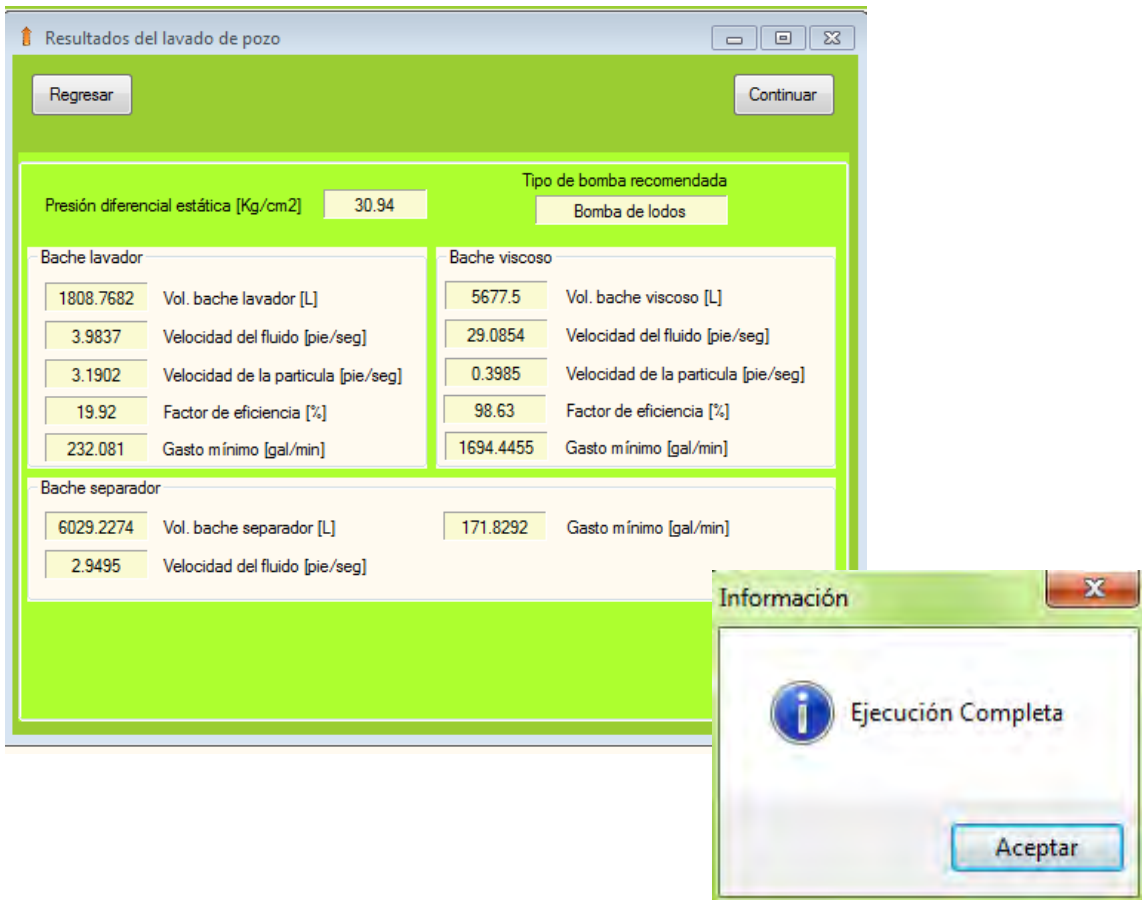 Resultados del lavado de pozo
Regresar
Continuar
Tipo de bomba recomendada
Presión diferencial estática [Kg/cm2] 30.94
Bomba de lodos
Bache lavador
1808.7682 Vol. bache lavador [L]
3.9837 Velocidad del fluido [pie/seg]
3.1902 Velocidad de la particula [pie/seg]
19.92 Factor de eficiencia [%]
232.081 Gasto mínimo [gal/min]
Bache viscoso
5677.5 Vol. bache viscoso [L]
29.0854 Velocidad del fluido [pie/seg]
0.3985 Velocidad de la particula [pie/seg]
98.63 Factor de eficiencia [%]
1694.4455 Gasto mínimo [gal/min]
Bache separador
6029.2274 Vol. bache separador [L]
171.8292 Gasto mínimo [gal/min]
2.9495 Velocidad del fluido [pie/seg]
Información
Ejecución Completa
Aceptar